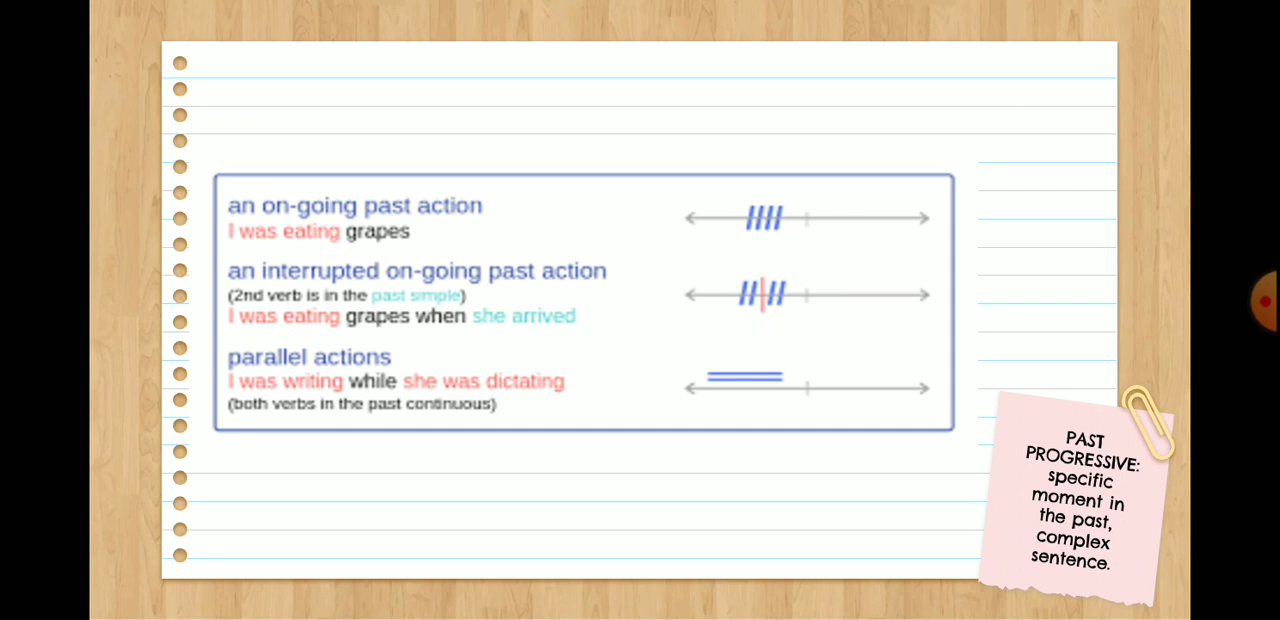 an on-going past action
I was eating grapes
an interrupted on-going past action
(2nd verb is in the past simple)
I was eating grapes when she arrived
parallel actions
I was writing while she was dictating
(both verbs in the past continuous)
PAST
PROGRESSIVE:
specific
moment in
the past,
complex
sentence.